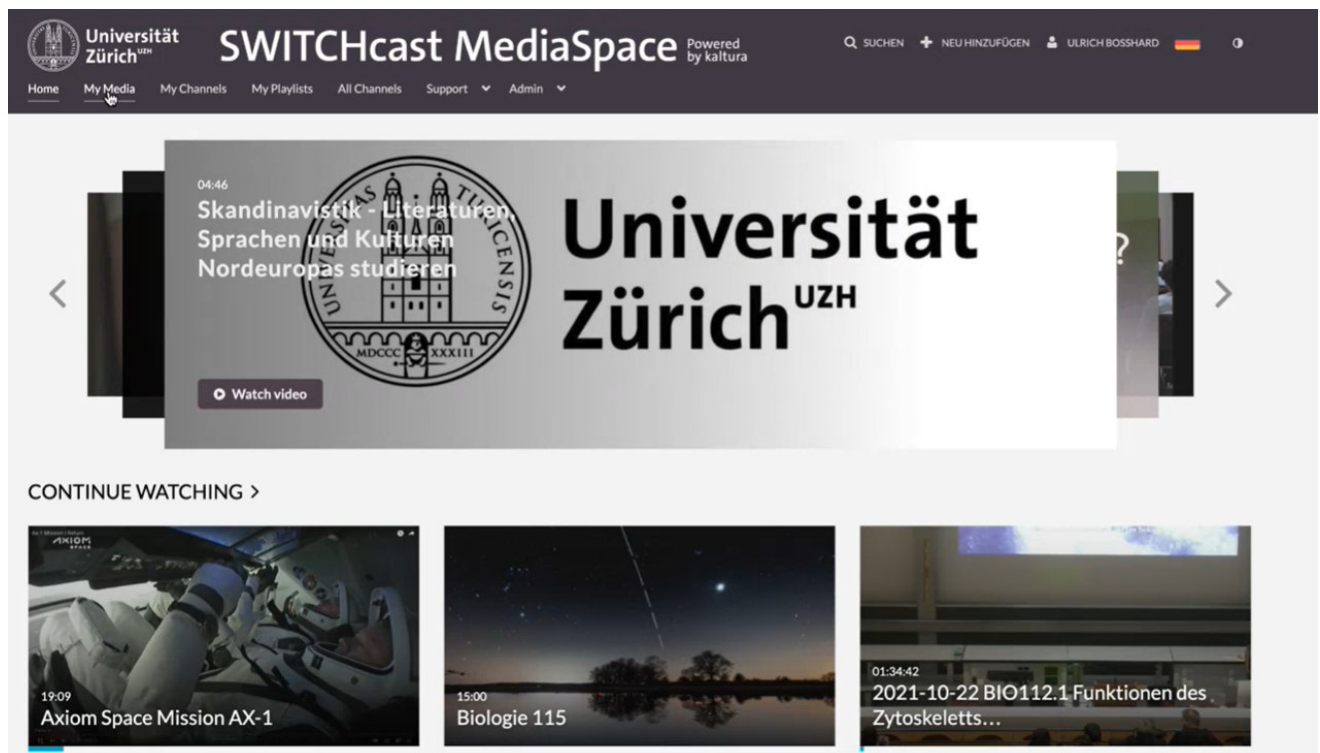 Universität
Zürich UZH
SWITCHcast MediaSpace Powered by kaltura
SUCHEN NEU HINZUFÜGEN ULRICH BOSSHARD
Home My Media My Channels My Playlists All Channels Support Admin
04:46
Skandinavistik - Literaturen,
Sprachen und Kulturen
Nordeuropas studieren
UNIVERSITAS TURICENSIS
MDCCC XXXIII
Universität
Zürich UZH
?
Watch video
CONTINUE WATCHING >
AXIOM
SPACE
19:09
Axiom Space Mission AX-1
15:00
Biologie 115
01:34:42
2021-10-22 BIO112.1 Funktionen des
Zytoskeletts...